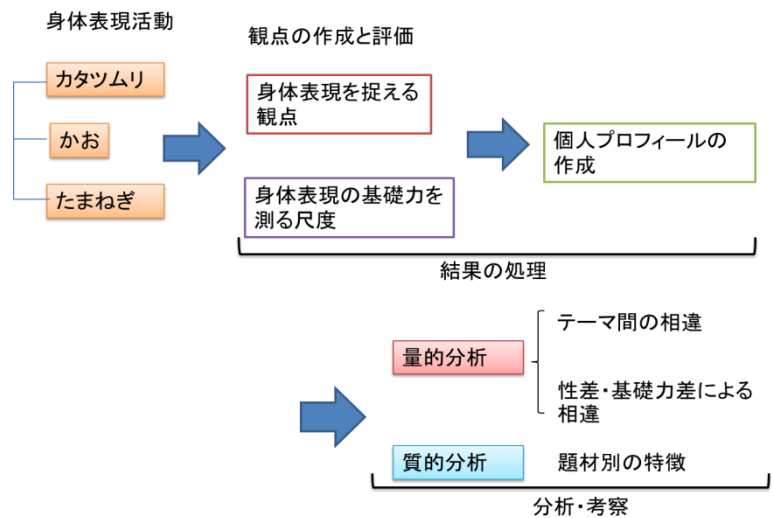 身体表現活動
カタツムリ
かお
たまねぎ
観点の作成と評価
身体表現を捉える
観点
身体表現の基礎力を
測る尺度
個人プロフィールの
作成
結果の処理
量的分析
テーマ間の相違
性差・基礎力差による
相違
質的分析
題材別の特徴
分析・考察